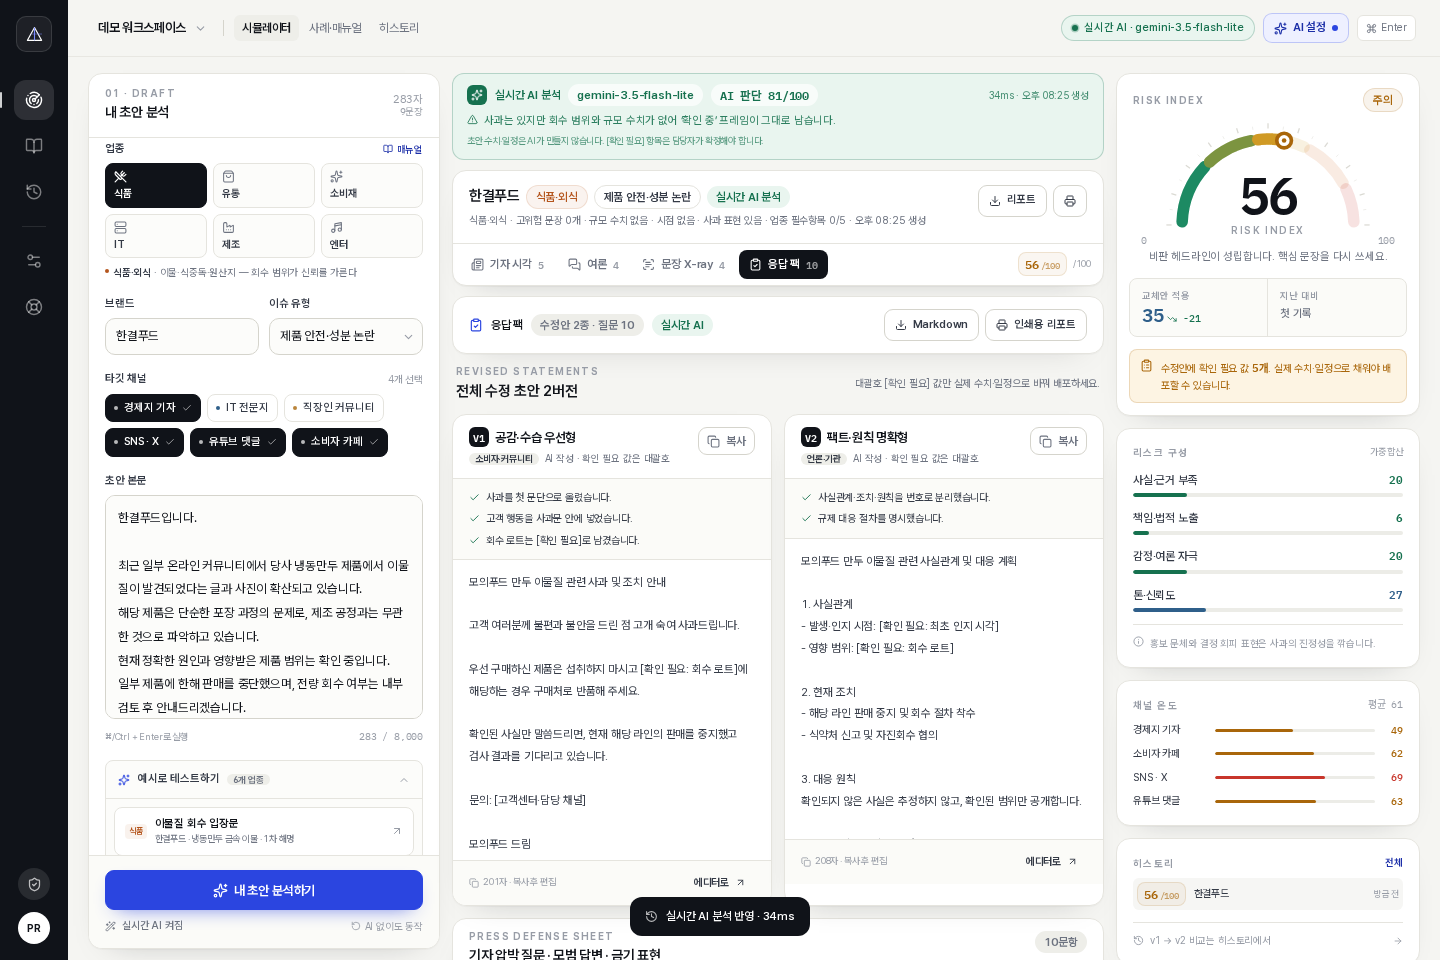 데모 워크스페이스
시뮬레이터
사례·매뉴얼
히스토리
실시간 AI · gemini-3.5-flash-lite
AI 설정
⌘ Enter
01 · DRAFT
내 초안 분석
283자
9문장
업종
매뉴얼
식품
유통
소비재
IT
제조
엔터
식품·외식 · 이물·식중독·원산지 — 회수 범위가 신뢰를 가른다
브랜드
이슈 유형
한결푸드
제품 안전·성분 논란
타깃 채널
4개 선택
경제지 기자
IT 전문지
직장인 커뮤니티
SNS · X
유튜브 댓글
소비자 카페
초안 본문
한결푸드입니다.
최근 일부 온라인 커뮤니티에서 당사 냉동만두 제품에서 이물
질이 발견되었다는 글과 사진이 확산되고 있습니다.
해당 제품은 단순한 포장 과정의 문제로, 제조 공정과는 무관
한 것으로 파악하고 있습니다.
현재 정확한 원인과 영향받은 제품 범위는 확인 중입니다.
일부 제품에 한해 판매를 중단했으며, 전량 회수 여부는 내부
검토 후 안내드리겠습니다.
⌘/Ctrl + Enter로 실행
283 / 8,000
예시로 테스트하기
6개 업종
식품
이물질 회수 입장문
한결푸드 · 냉동만두 금속 이물 · 1차 해명
내 초안 분석하기
실시간 AI 켜짐
AI 없이도 동작
PR
실시간 AI 분석
gemini-3.5-flash-lite
AI 판단 81/100
34ms · 오후 08:25 생성
사과는 있지만 회수 범위와 규모 수치가 없어 '확인 중' 프레임이 그대로 남습니다.
초안 수치·일정은 AI가 만들지 않습니다. [확인 필요] 항목은 담당자가 확정해야 합니다.
한결푸드
식품·외식
제품 안전·성분 논란
실시간 AI 분석
식품·외식 · 고위험 문장 0개 · 규모 수치 없음 · 시점 없음 · 사과 표현 있음 · 업종 필수항목 0/5 · 오후 08:25 생성
리포트
기자 시각 5
여론 4
문장 X-ray 4
응답 팩 10
56 /100
/100
응답팩
수정안 2종 · 질문 10
실시간 AI
Markdown
인쇄용 리포트
REVISED STATEMENTS
전체 수정 초안 2버전
대괄호 [확인 필요] 값만 실제 수치·일정으로 바꿔 배포하세요.
V1
공감·수습 우선형
복사
소비자·커뮤니티
AI 작성 · 확인 필요 값은 대괄호
사과를 첫 문단으로 올렸습니다.
고객 행동을 사과문 안에 넣었습니다.
회수 로트는 [확인 필요]로 남겼습니다.
모의푸드 만두 이물질 관련 사과 및 조치 안내
고객 여러분께 불편과 불안을 드린 점 고개 숙여 사과드립니다.
우선 구매하신 제품은 섭취하지 마시고 [확인 필요: 회수 로트]에
해당하는 경우 구매처로 반품해 주세요.
확인된 사실만 말씀드리면, 현재 해당 라인의 판매를 중지했고
검사 결과를 기다리고 있습니다.
문의: [고객센터·담당 채널]
모의푸드 드림
201자 · 복사 후 편집
에디터로
V2
팩트·원칙 명확형
복사
언론·기관
AI 작성 · 확인 필요 값은 대괄호
사실관계·조치·원칙을 번호로 분리했습니다.
규제 대응 절차를 명시했습니다.
모의푸드 만두 이물질 관련 사실관계 및 대응 계획
1. 사실관계
- 발생·인지 시점: [확인 필요: 최초 인지 시각]
- 영향 범위: [확인 필요: 회수 로트]
2. 현재 조치
- 해당 라인 판매 중지 및 회수 절차 착수
- 식약처 신고 및 자진회수 협의
3. 대응 원칙
확인되지 않은 사실은 추정하지 않고, 확인된 범위만 공개합니다.
208자 · 복사 후 편집
에디터로
실시간 AI 분석 반영 · 34ms
PRESS DEFENSE SHEET
기자 압박 질문 · 모범 답변 · 금기 표현
10문항
RISK INDEX
주의
56
RISK INDEX
0
100
비판 헤드라인이 성립합니다. 핵심 문장을 다시 쓰세요.
교체안 적용
35 -21
지난 대비
첫 기록
수정안에 확인 필요 값 5개. 실제 수치·일정으로 채워야 배
포할 수 있습니다.
리스크 구성
가중합산
사실·근거 부족
20
책임·법적 노출
6
감정·여론 자극
20
톤·신뢰도
27
홍보 문체와 결정 회피 표현은 사과의 진정성을 깎습니다.
채널 온도
평균 61
경제지 기자
49
소비자 카페
62
SNS · X
69
유튜브 댓글
63
히스토리
전체
56 /100
한결푸드
방금 전
v1 → v2 비교는 히스토리에서